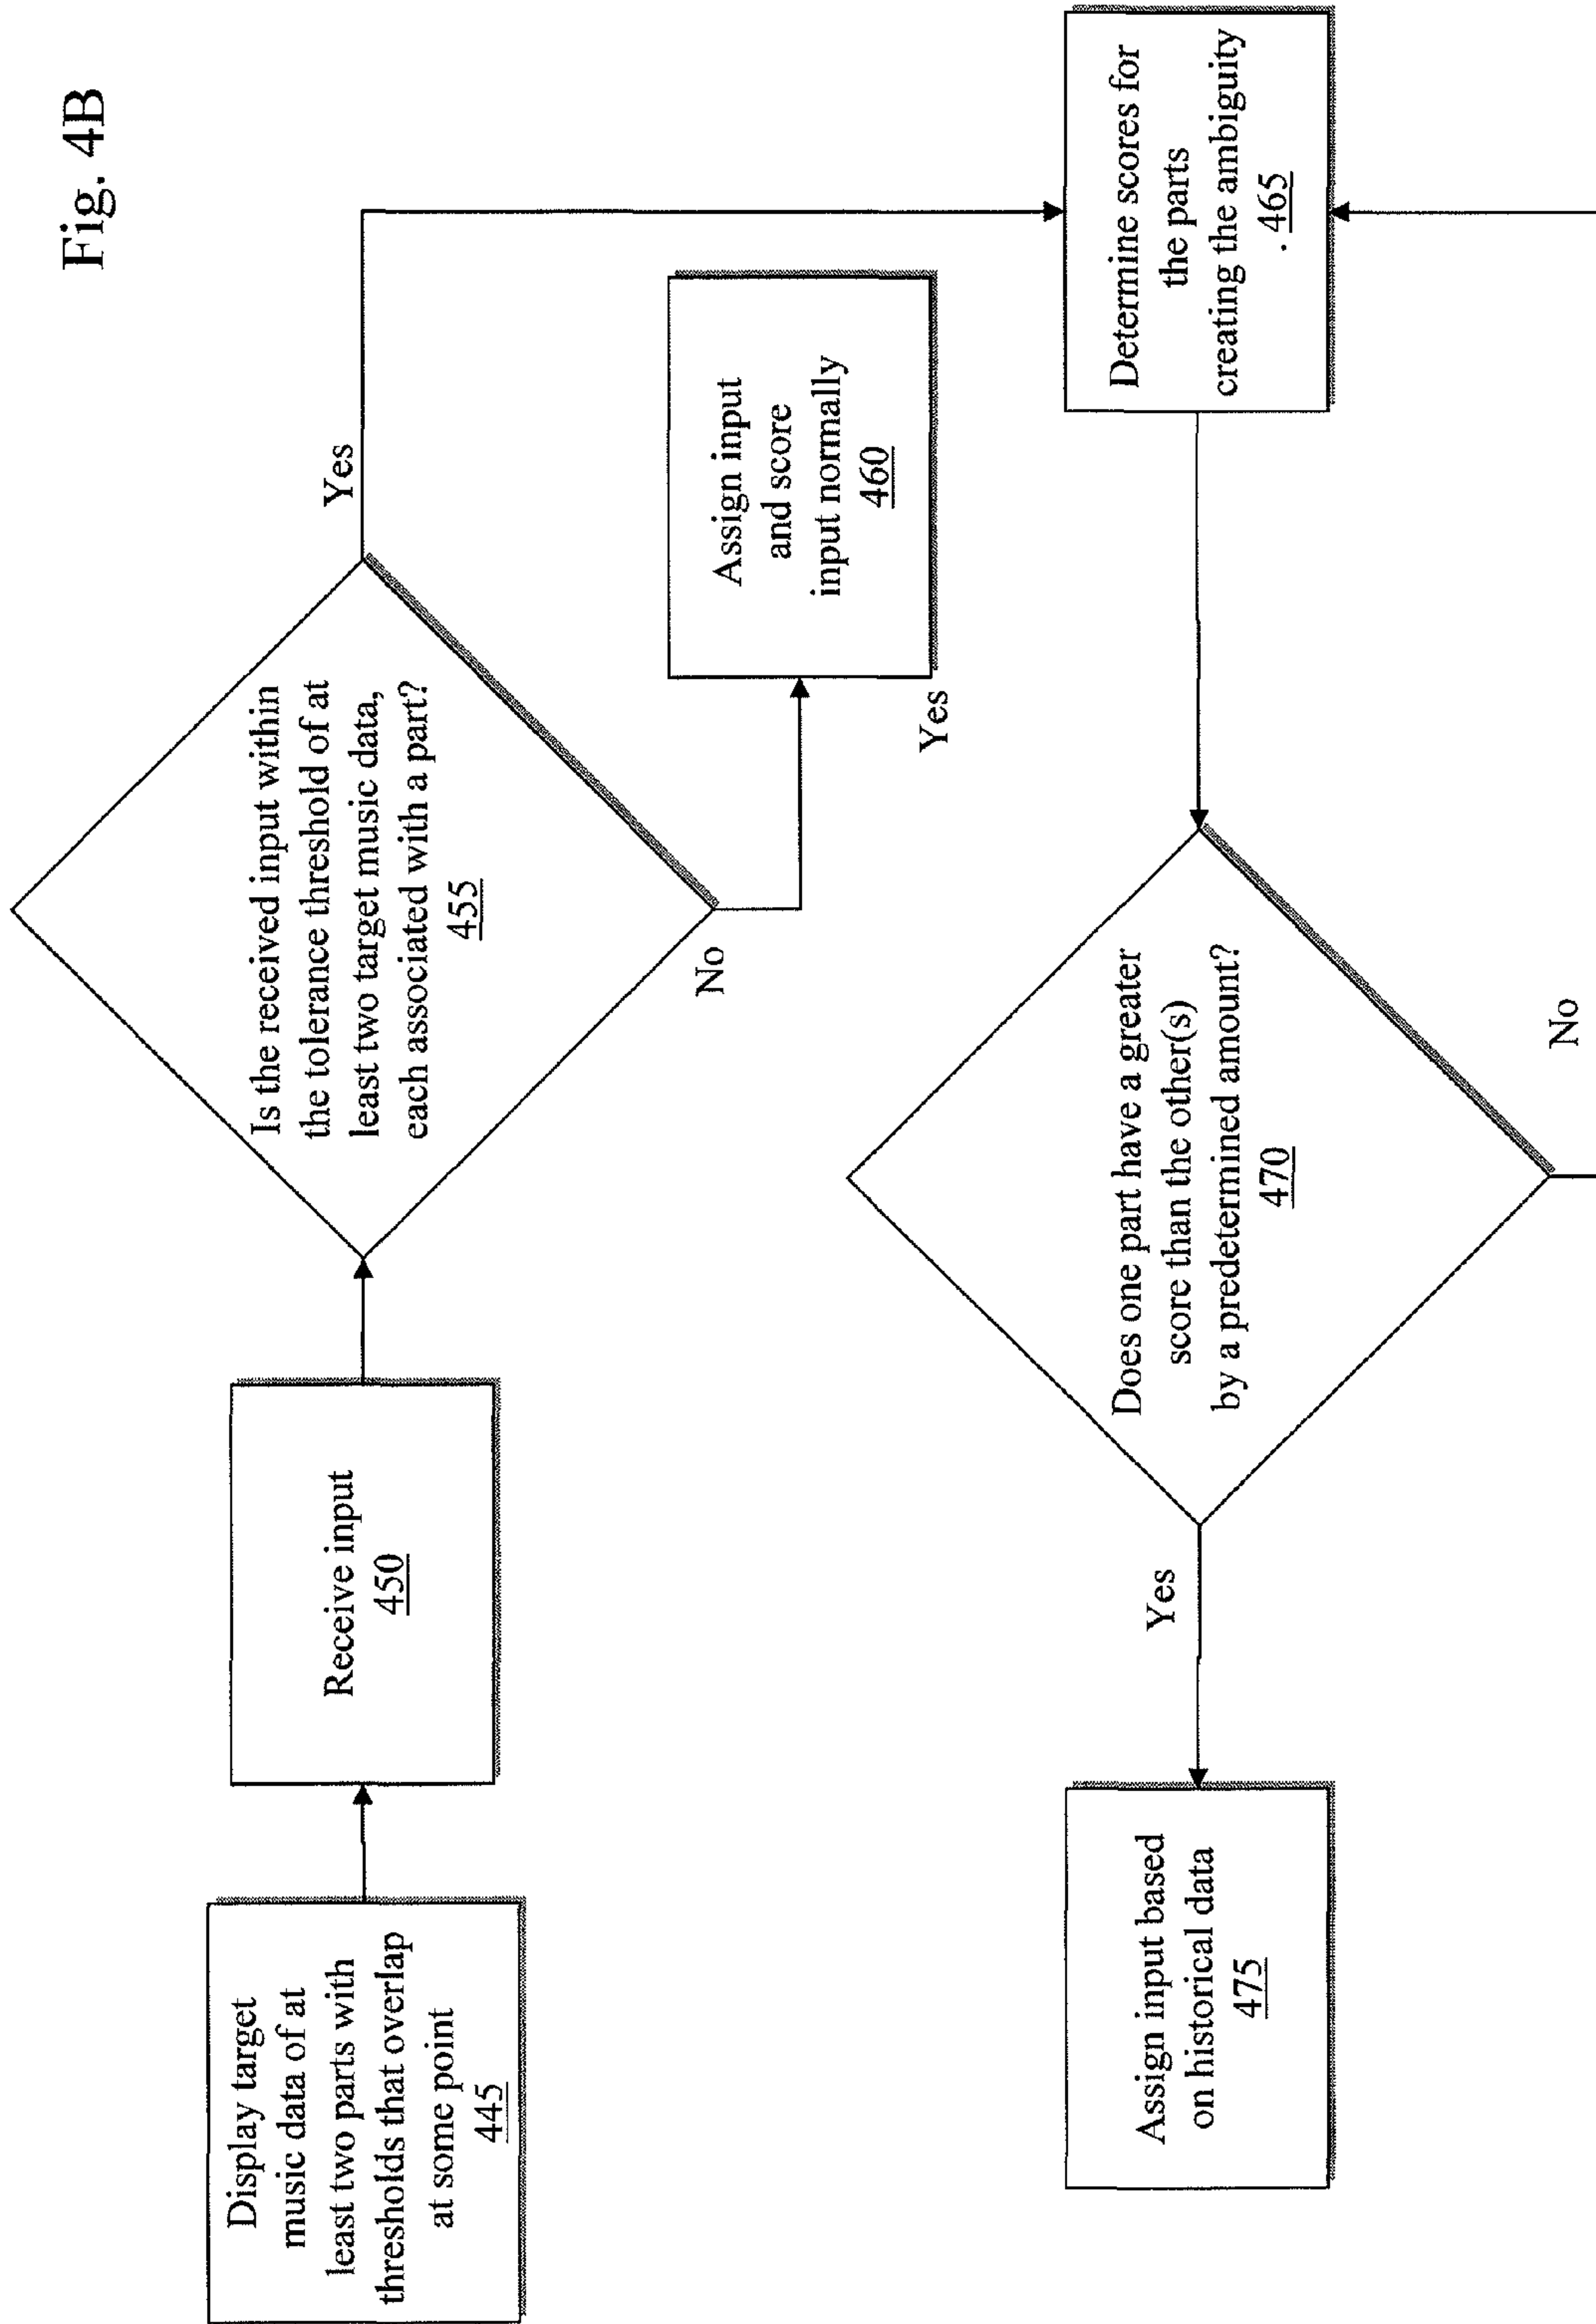 Fig. 4B
Display target
music data of at
least two parts with
thresholds that overlap
at some point
445
Receive input
450
Is the received input within
the tolerance threshold of at
least two target music data,
each associated with a part?
455
Yes
No
Assign input
and score
input normally
460
Yes
Determine scores for
the parts
creating the ambiguity
. 465
Does one part have a greater
score than the other(s)
by a predetermined amount?
470
Yes
No
Assign input based
on historical data
475